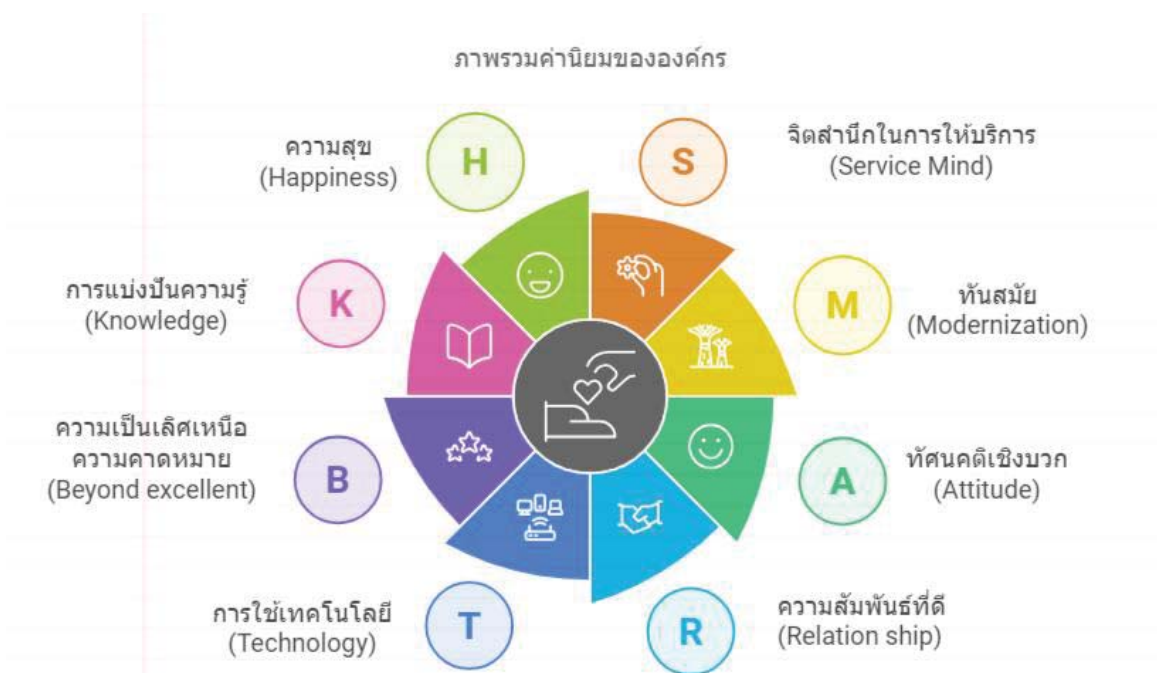 ภาพรวมค่านิยมขององค์กร
S
จิตสำนึกในการให้บริการ
(Service Mind)
M
ทันสมัย
(Modernization)
A
ทัศนคติเชิงบวก
(Attitude)
R
ความสัมพันธ์ที่ดี
(Relation ship)
T
การใช้เทคโนโลยี
(Technology)
B
ความเป็นเลิศเหนือ
ความคาดหมาย
(Beyond excellent)
K
การแบ่งปันความรู้
(Knowledge)
H
ความสุข
(Happiness)